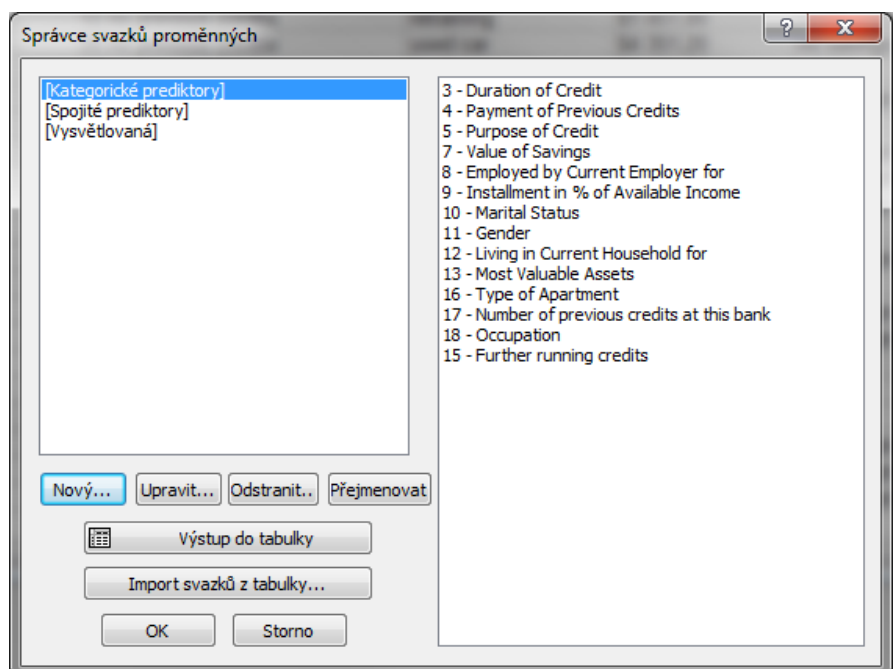 Správce svazků proměnných
[Kategorické prediktory]
[Spojité prediktory]
[Vysvětlovaná]
3 - Duration of Credit
4 - Payment of Previous Credits
5 - Purpose of Credit
7 - Value of Savings
8 - Employed by Current Employer for
9 - Installment in % of Available Income
10 - Marital Status
11 - Gender
12 - Living in Current Household for
13 - Most Valuable Assets
16 - Type of Apartment
17 - Number of previous credits at this bank
18 - Occupation
15 - Further running credits
Nový... Upravit... Odstranit.. Přejmenovat
Výstup do tabulky
Import svazků z tabulky...
OK Storno